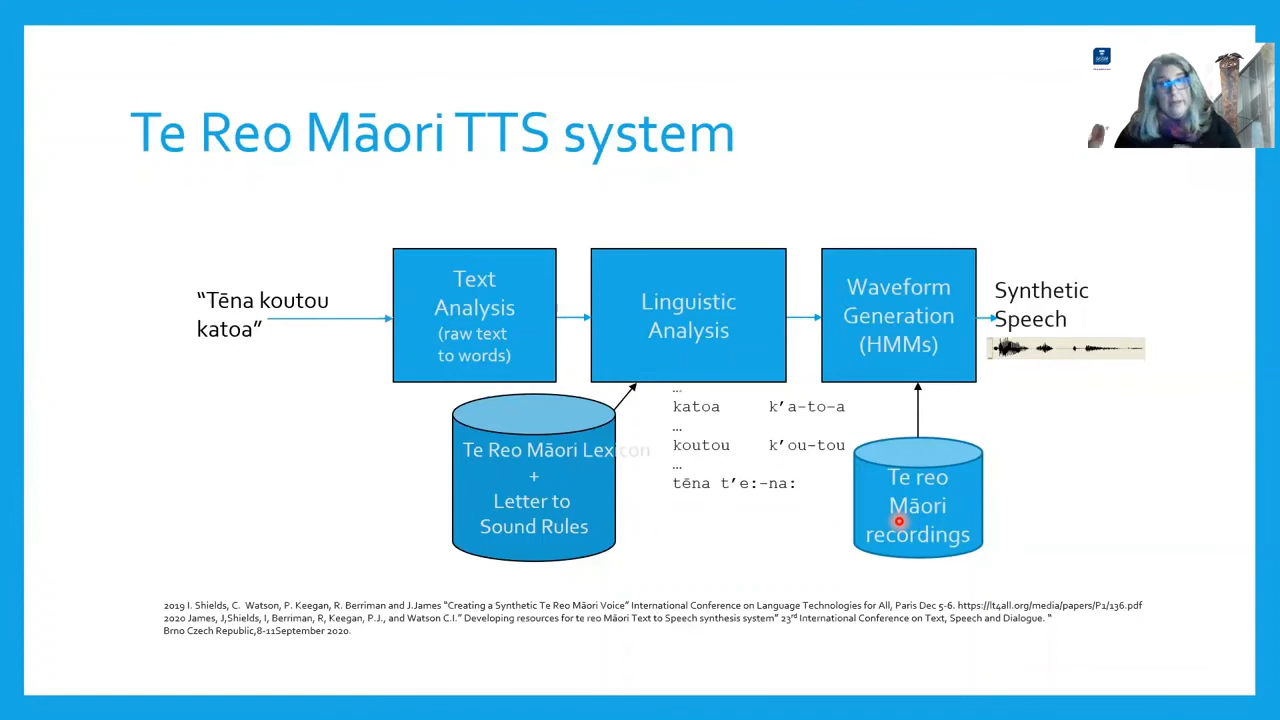 Te Reo Māori TTS system
“Tēna koutou
katoa”
Text
Analysis
(raw text
to words)
Linguistic
Analysis
Waveform
Generation
(HMMs)
Synthetic
Speech
Te Reo Māori Lexicon
+
Letter to
Sound Rules
…
katoa k’a-to-a
…
koutou k’ou-tou
…
tēna t’e:-na:
Te reo
Māori
recordings
2019 I. Shields, C. Watson, P. Keegan, R. Berriman and J.James “Creating a Synthetic Te Reo Māori Voice” International Conference on Language Technologies for All, Paris Dec 5-6. https://lt4all.org/media/papers/P1/136.pdf
2020 James, J,Shields, I, Berriman, R, Keegan, P.J., and Watson C.I.” Developing resources for te reo Māori Text to Speech synthesis system” 23rd International Conference on Text, Speech and Dialogue. “
Brno Czech Republic,8-11September 2020.